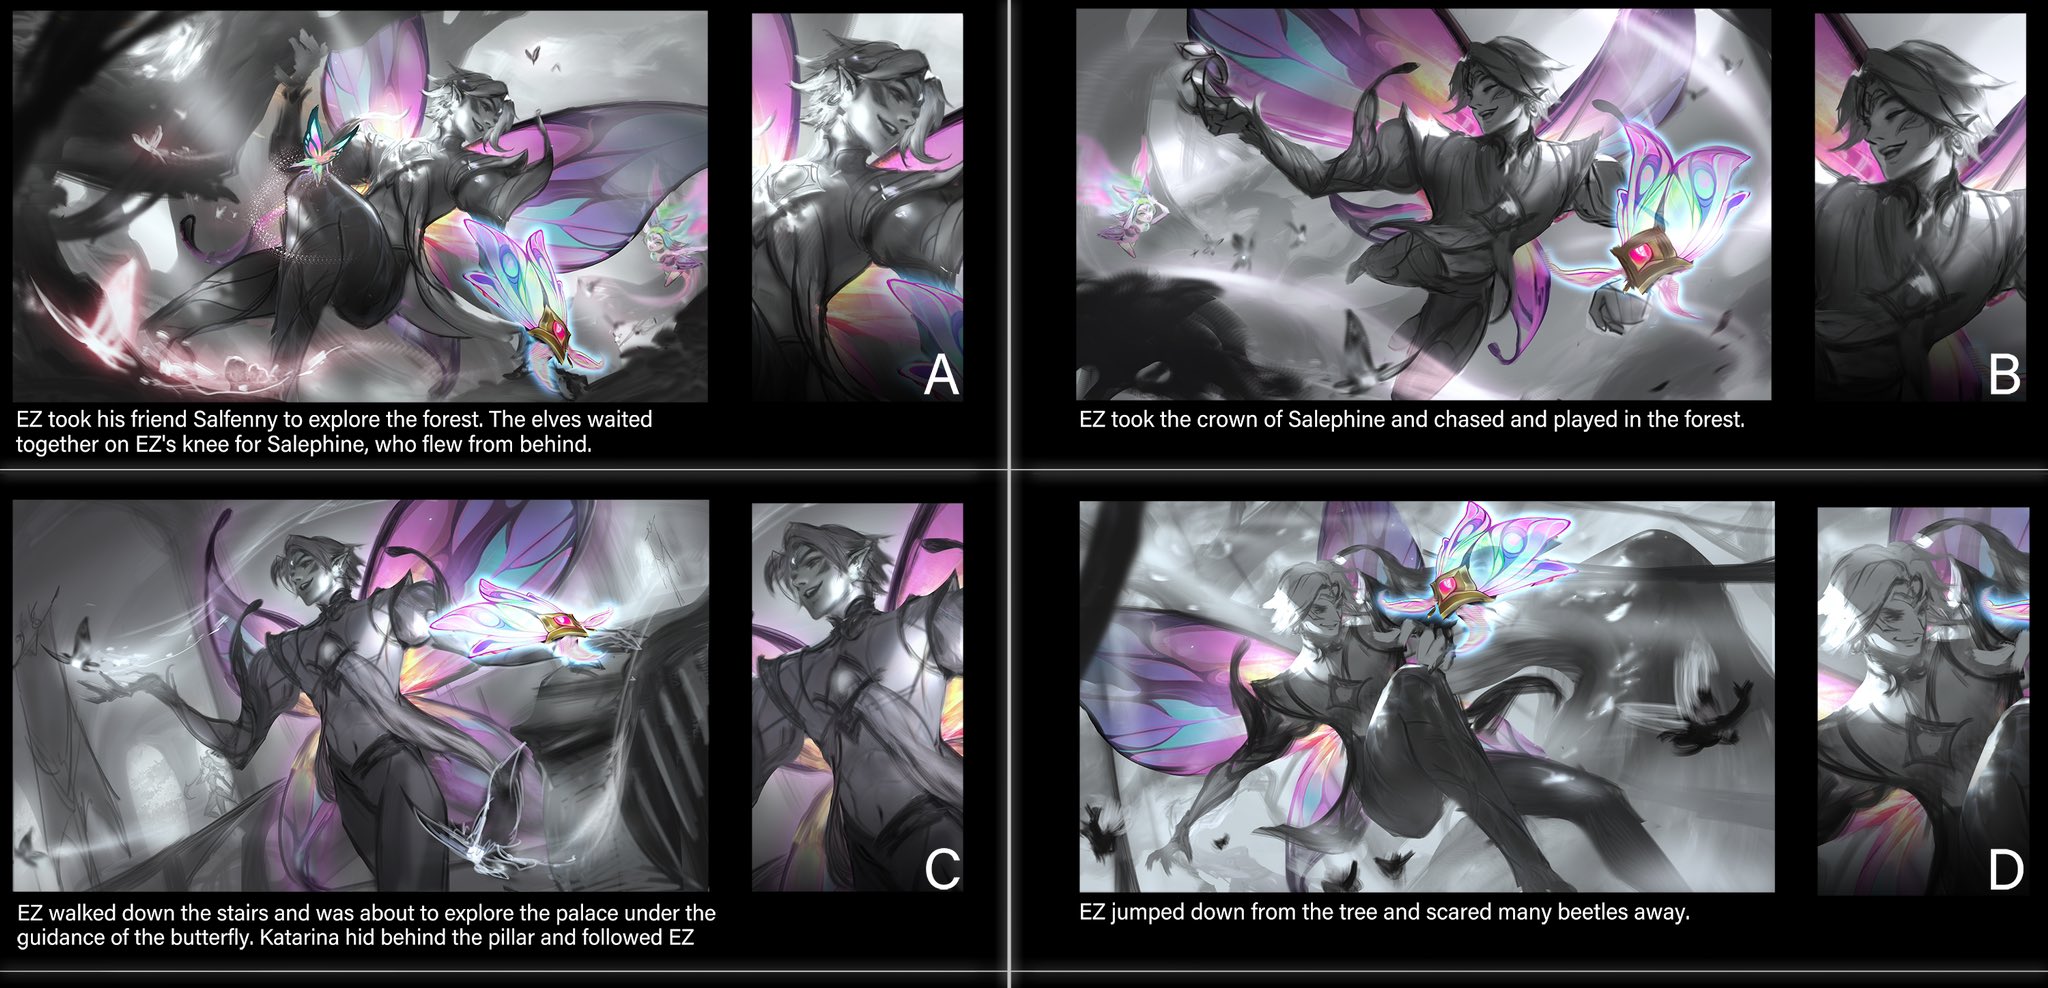 A
EZ took his friend Salfenny to explore the forest. The elves waited
together on EZ's knee for Salephine, who flew from behind.
B
EZ took the crown of Salephine and chased and played in the forest.
C
EZ walked down the stairs and was about to explore the palace under the
guidance of the butterfly. Katarina hid behind the pillar and followed EZ
D
EZ jumped down from the tree and scared many beetles away.